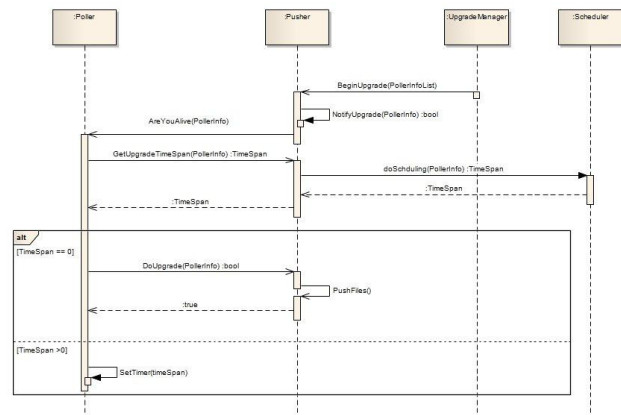 :Poller
:Pusher
:UpgradeManager
:Scheduler
BeginUpgrade(PollerInfoList)
NotifyUpgrade(PollerInfo) :bool
AreYouAlive(PollerInfo)
GetUpgradeTimeSpan(PollerInfo) :TimeSpan
doSchduling(PollerInfo) :TimeSpan
:TimeSpan
:TimeSpan
alt
[TimeSpan == 0]
DoUpgrade(PollerInfo) :bool
PushFiles()
:true
[TimeSpan >0]
SetTimer(timeSpan)